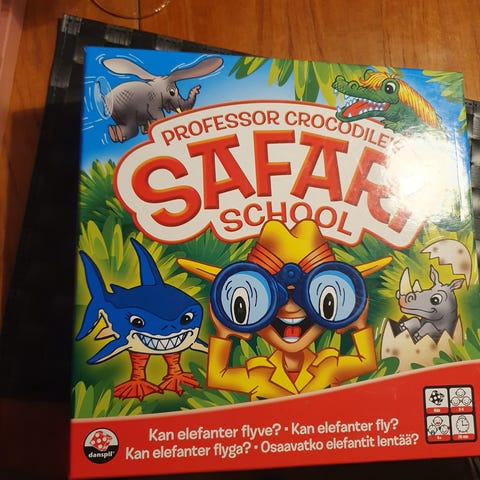 PROFESSOR CROCODILE'S
SAFARI
SCHOOL
Kan elefanter flyve? • Kan elefanter fly?
Kan elefanter flyga? • Osaavatko elefantit lentää?
danspil